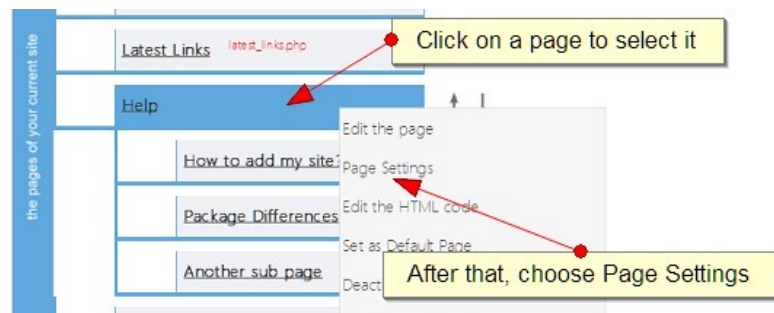 the pages of your current site
Latest Links latest_links.php
Click on a page to select it
Help
Edit the page
How to add my site?
Page Settings
Package Differences
Edit the HTML code
Set as Default Page
Another sub page
After that, choose Page Settings